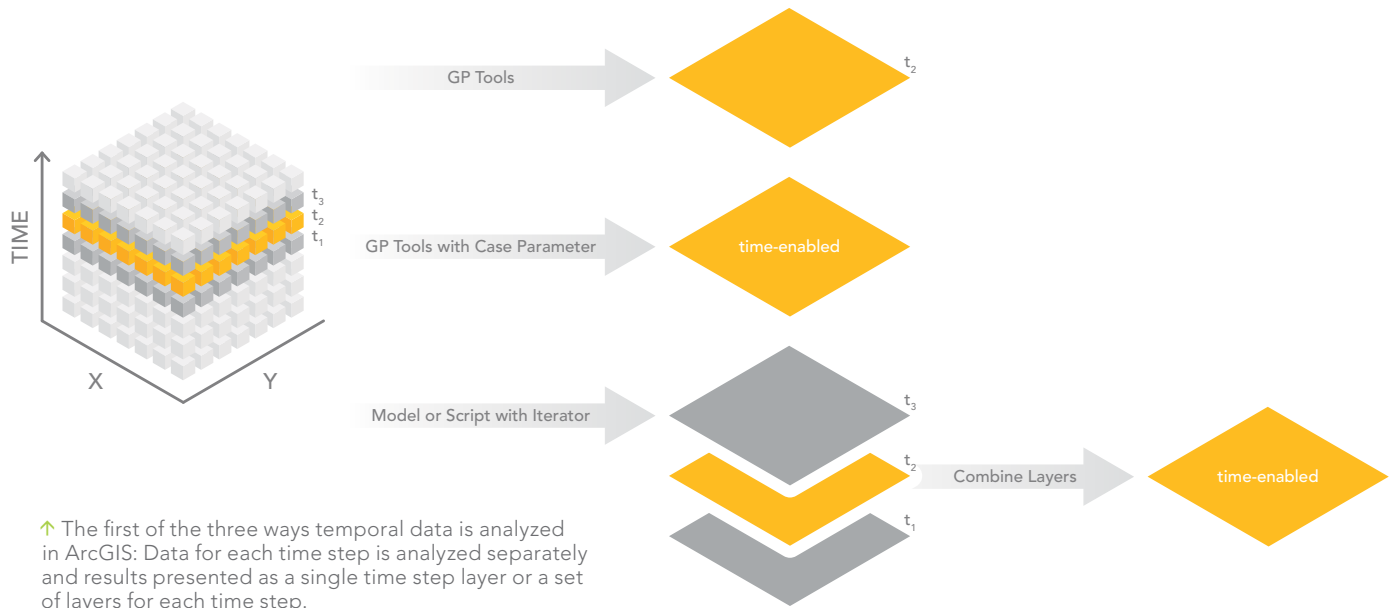 GP Tools
t2
TIME
t3
t2
t1
X
Y
GP Tools with Case Parameter
time-enabled
Model or Script with Iterator
t3
t2
t1
Combine Layers
time-enabled
↑ The first of the three ways temporal data is analyzed
in ArcGIS: Data for each time step is analyzed separately
and results presented as a single time step layer or a set
of layers for each time step.